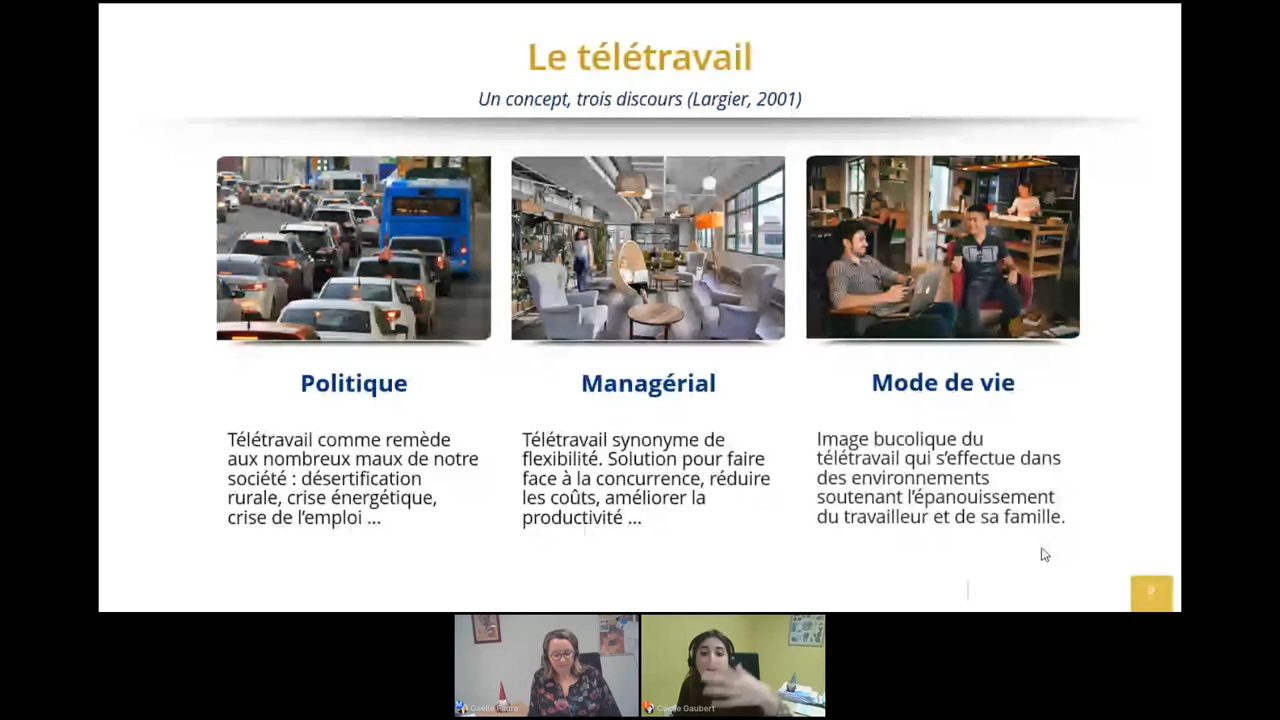 Le télétravail
Un concept, trois discours (Largier, 2001)
Politique
Télétravail comme remède
aux nombreux maux de notre
société : désertification
rurale, crise énergétique,
crise de l’emploi ...
Managérial
Télétravail synonyme de
flexibilité. Solution pour faire
face à la concurrence, réduire
les coûts, améliorer la
productivité ...
Mode de vie
Image bucolique du
télétravail qui s’effectue dans
des environnements
soutenant l’épanouissement
du travailleur et de sa famille.
2
Gaelle Faure
Cécile Gaubert